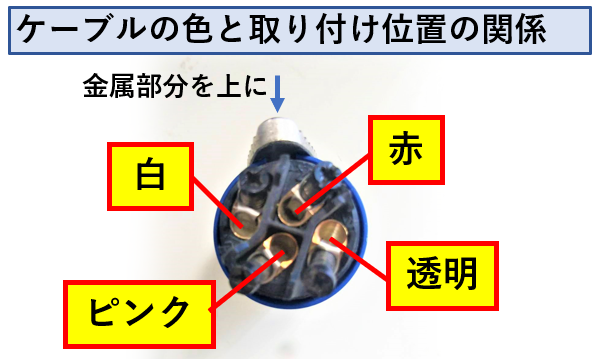 ケーブルの色と取り付け位置の関係
金属部分を上に
白
赤
ピンク
透明